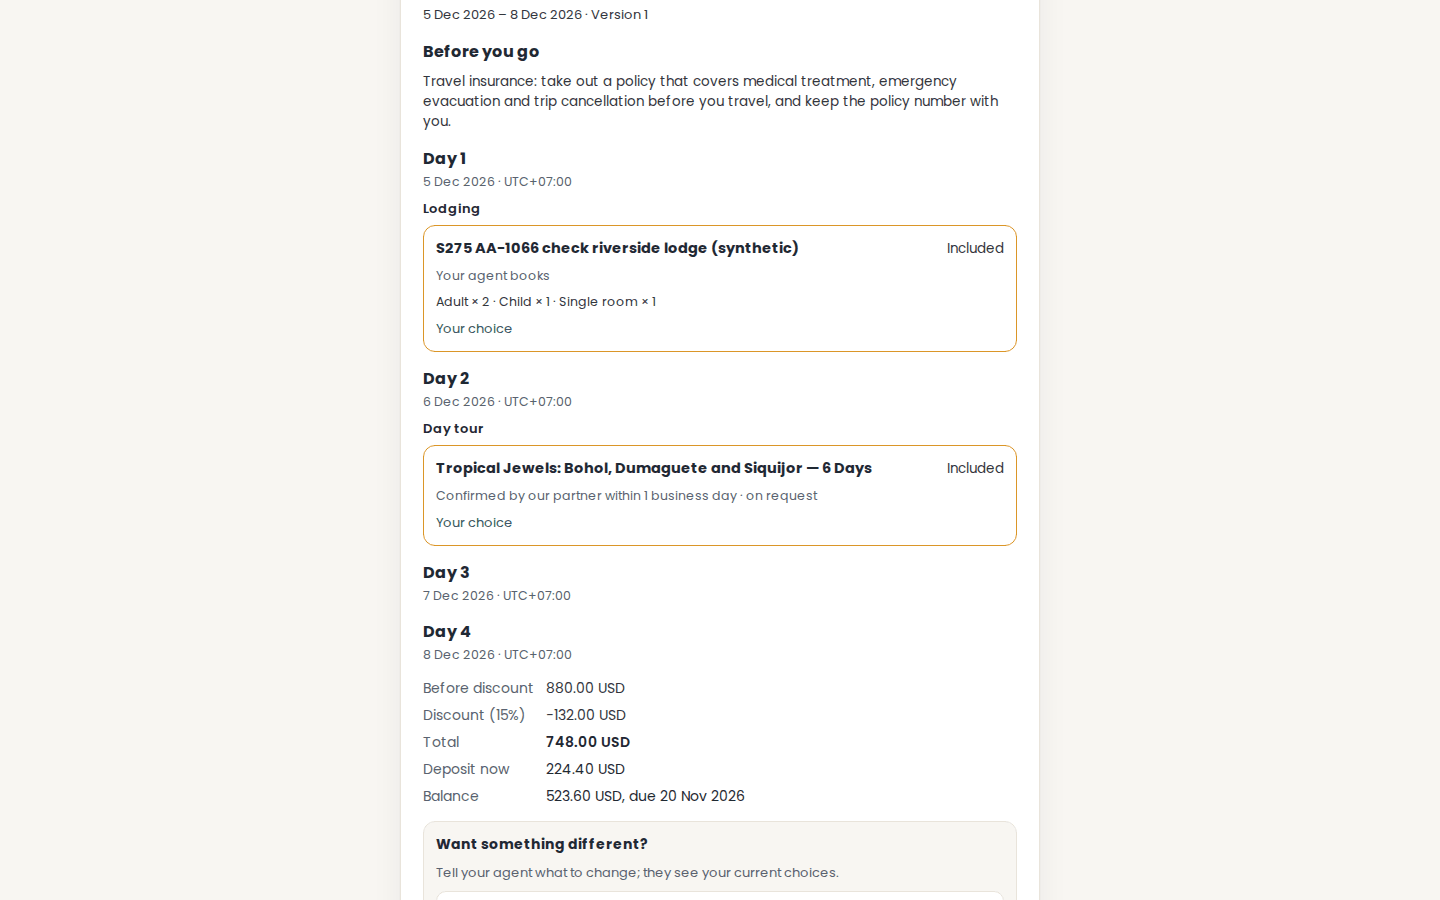 5 Dec 2026 – 8 Dec 2026 · Version 1
Before you go
Travel insurance: take out a policy that covers medical treatment, emergency
evacuation and trip cancellation before you travel, and keep the policy number with
you.
Day 1
5 Dec 2026 · UTC+07:00
Lodging
S275 AA-1066 check riverside lodge (synthetic)
Included
Your agent books
Adult × 2 · Child × 1 · Single room × 1
Your choice
Day 2
6 Dec 2026 · UTC+07:00
Day tour
Tropical Jewels: Bohol, Dumaguete and Siquijor — 6 Days
Included
Confirmed by our partner within 1 business day · on request
Your choice
Day 3
7 Dec 2026 · UTC+07:00
Day 4
8 Dec 2026 · UTC+07:00
Before discount 880.00 USD
Discount (15%) -132.00 USD
Total 748.00 USD
Deposit now 224.40 USD
Balance 523.60 USD, due 20 Nov 2026
Want something different?
Tell your agent what to change; they see your current choices.